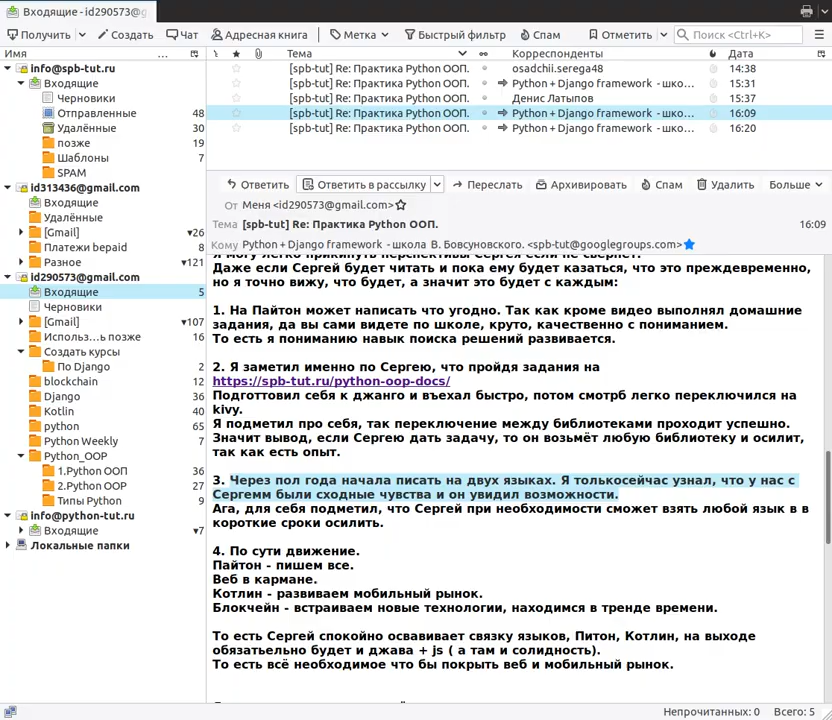 Входящие - id290573@g
Получить
Создать
Чат
Адресная книга
Метка
Быстрый фильтр
Спам
Отметить
Поиск <Ctrl+K>
Имя
...
Тема
Корреспонденты
Дата
info@spb-tut.ru
Входящие
Черновики
Отправленные 48
Удалённые 30
позже 19
Шаблоны 7
SPAM
id313436@gmail.com
Входящие
Удалённые
[Gmail] ▾26
Платежи bepaid 8
Разное ▾121
id290573@gmail.com
Входящие 5
Черновики
[Gmail] ▾107
Использ...ь позже 16
Создать курсы
По Django 2
blockchain 12
Django 36
Kotlin 40
python 65
Python Weekly 7
Python_OOP
1.Python ООП 36
2.Python OOP 27
Типы Python 9
info@python-tut.ru
Входящие ▾7
Локальные папки
[spb-tut] Re: Практика Python ООП. osadchii.serega48 14:38
[spb-tut] Re: Практика Python ООП. Python + Django framework - шко... 15:31
[spb-tut] Re: Практика Python ООП. Денис Латыпов 15:37
[spb-tut] Re: Практика Python ООП. Python + Django framework - шко... 16:09
[spb-tut] Re: Практика Python ООП. Python + Django framework - шко... 16:20
Ответить
Ответить в рассылку
Переслать
Архивировать
Спам
Удалить
Больше
От Меня <id290573@gmail.com>
Тема [spb-tut] Re: Практика Python ООП. 16:09
Кому Python + Django framework - школа В. Бовсуновского. <spb-tut@googlegroups.com>
Я могу легко прикинуть перспективы Сергея если не свернет.
Даже если Сергей будет читать и пока ему будет казаться, что это преждевременно,
но я точно вижу, что будет, а значит это будет с каждым:
1. На Пайтон может написать что угодно. Так как кроме видео выполнял домашние
задания, да вы сами видете по школе, круто, качественно с пониманием.
То есть я пониманию навык поиска решений развивается.
2. Я заметил именно по Сергею, что пройдя задания на
https://spb-tut.ru/python-oop-docs/
Подготтовил себя к джанго и въехал быстро, потом смотрб легко переключился на
kivy.
Я подметил про себя, так переключение между библиотеками проходит успешно.
Значит вывод, если Сергею дать задачу, то он возьмёт любую библиотеку и осилит,
так как есть опыт.
3. Через пол года начала писать на двух языках. Я толькосейчас узнал, что у нас с
Сергемм были сходные чувства и он увидил возможности.
Ага, для себя подметил, что Сергей при необходимости сможет взять любой язык в в
короткие сроки осилить.
4. По сути движение.
Пайтон - пишем все.
Веб в кармане.
Котлин - развиваем мобильный рынок.
Блокчейн - встраиваем новые технологии, находимся в тренде времени.
То есть Сергей спокойно освавивает связку языков, Питон, Котлин, на выходе
обязатьельно будет и джава + js ( а там и солидность).
То есть всё необходимое что бы покрыть веб и мобильный рынок.
Непрочитанных: 0
Всего: 5